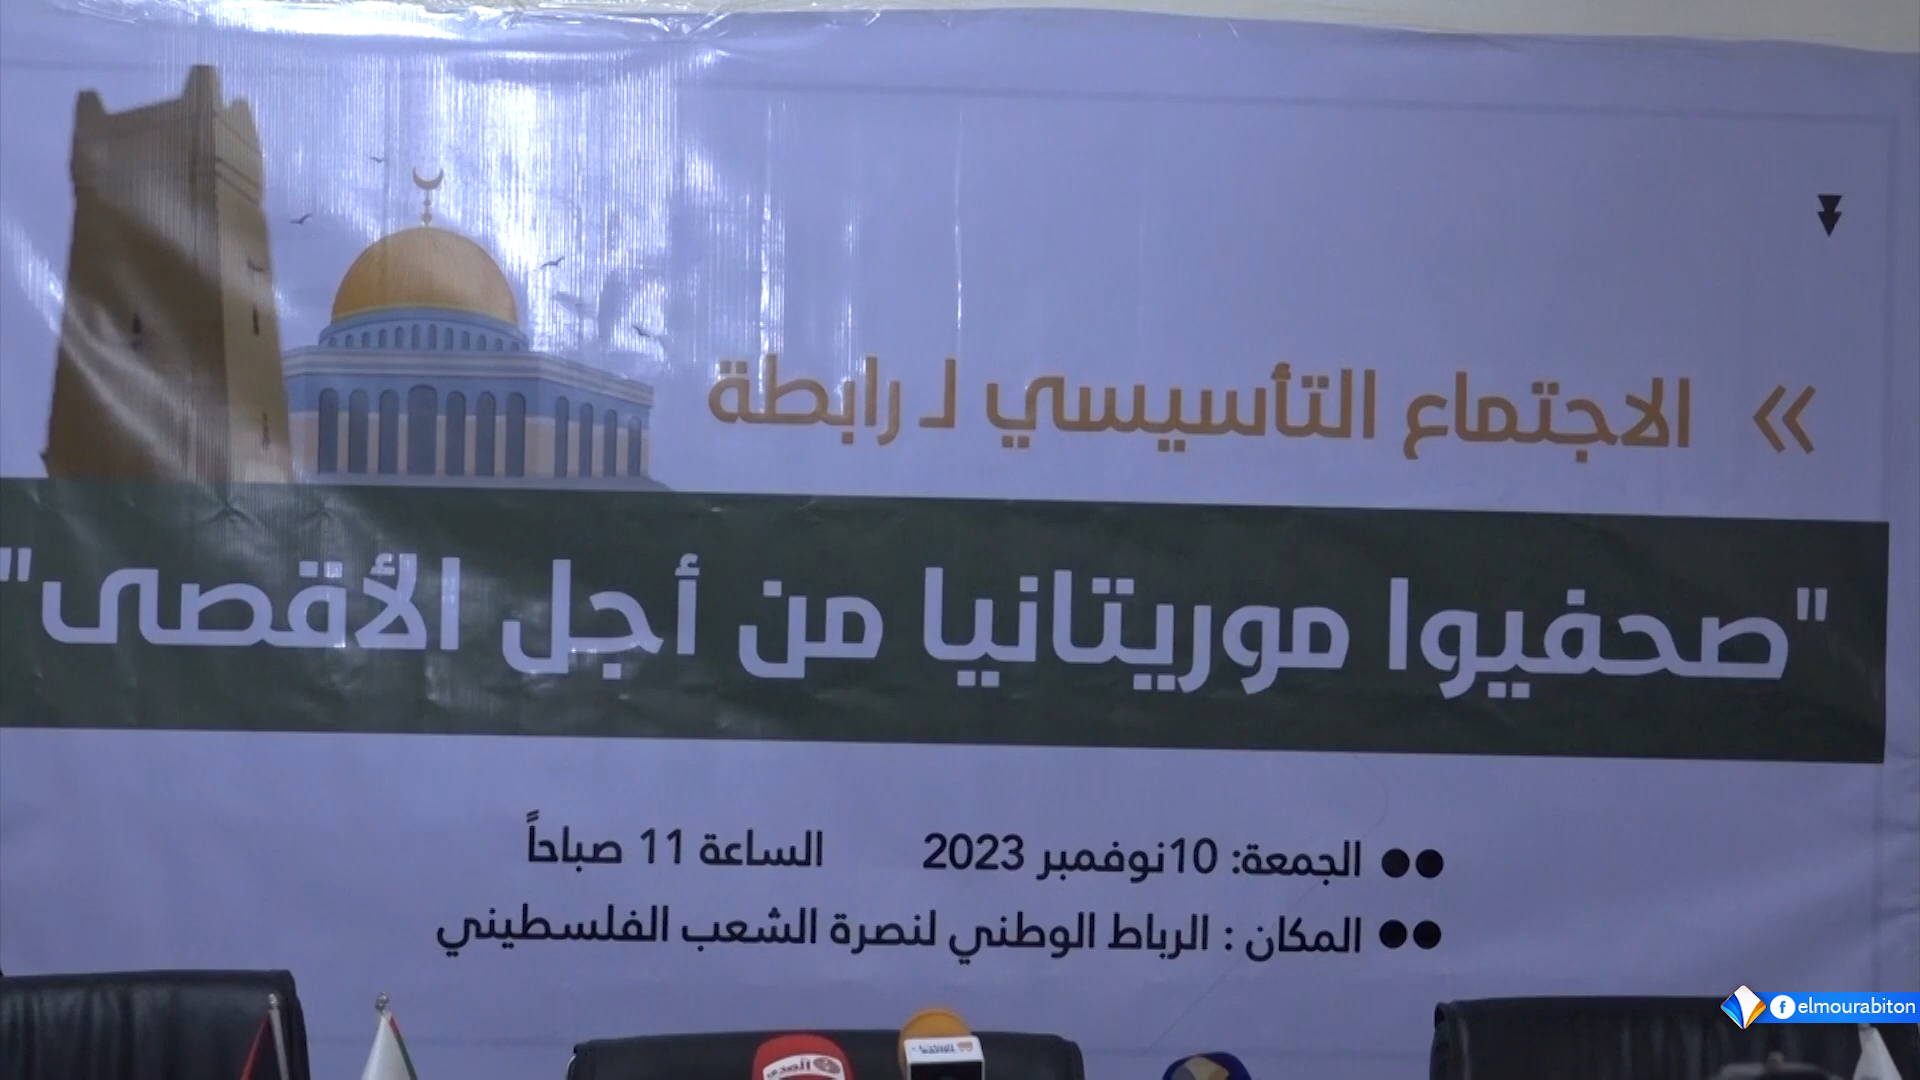 الاجتماع التأسيسي لـ رابطة
"صحفيوا موريتانيا من أجل الأقصى"
الجمعة: 10نوفمبر 2023 الساعة 11 صباحاً
المكان : الرباط الوطني لنصرة الشعب الفلسطيني
elmourabiton